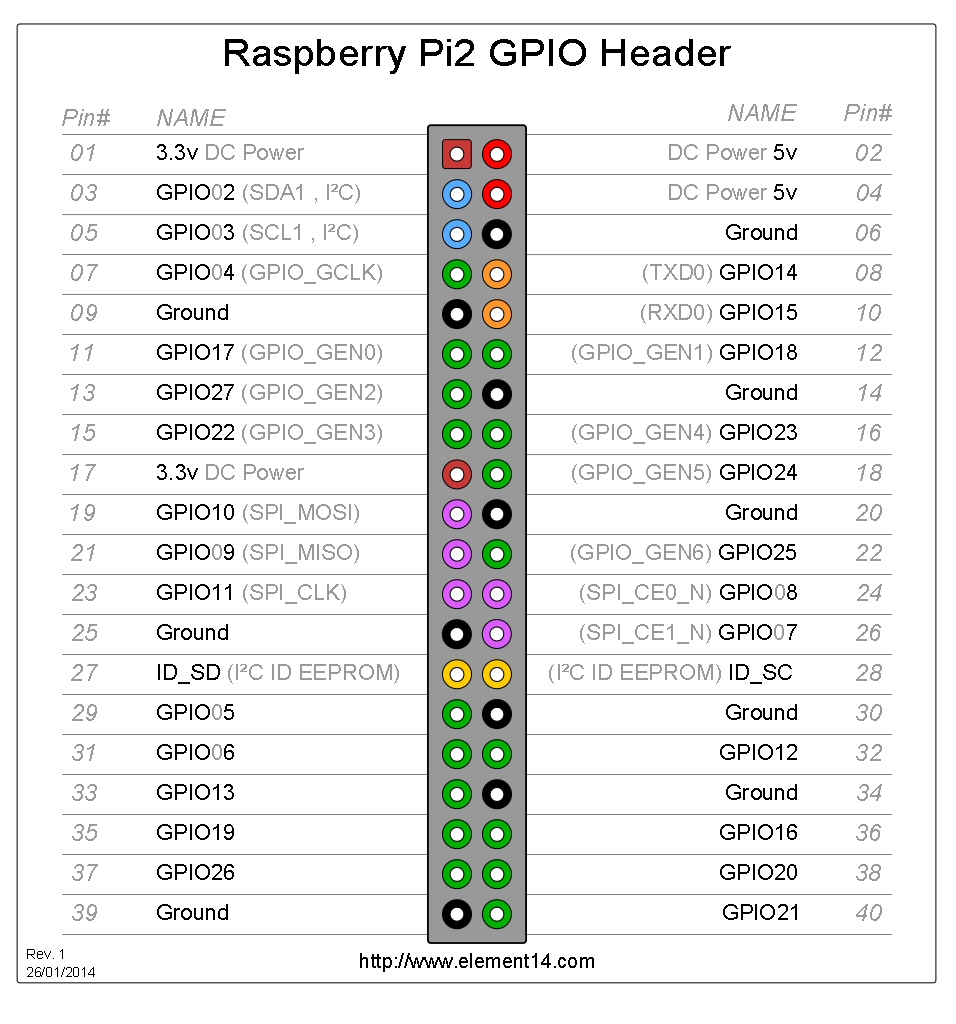 Raspberry Pi2 GPIO Header
Pin# NAME NAME Pin#
01 3.3v DC Power DC Power 5v 02
03 GPIO02 (SDA1 , I²C) DC Power 5v 04
05 GPIO03 (SCL1 , I²C) Ground 06
07 GPIO04 (GPIO_GCLK) (TXD0) GPIO14 08
09 Ground (RXD0) GPIO15 10
11 GPIO17 (GPIO_GEN0) (GPIO_GEN1) GPIO18 12
13 GPIO27 (GPIO_GEN2) Ground 14
15 GPIO22 (GPIO_GEN3) (GPIO_GEN4) GPIO23 16
17 3.3v DC Power (GPIO_GEN5) GPIO24 18
19 GPIO10 (SPI_MOSI) Ground 20
21 GPIO09 (SPI_MISO) (GPIO_GEN6) GPIO25 22
23 GPIO11 (SPI_CLK) (SPI_CE0_N) GPIO08 24
25 Ground (SPI_CE1_N) GPIO07 26
27 ID_SD (I²C ID EEPROM) (I²C ID EEPROM) ID_SC 28
29 GPIO05 Ground 30
31 GPIO06 GPIO12 32
33 GPIO13 Ground 34
35 GPIO19 GPIO16 36
37 GPIO26 GPIO20 38
39 Ground GPIO21 40
Rev. 1
26/01/2014
http://www.element14.com